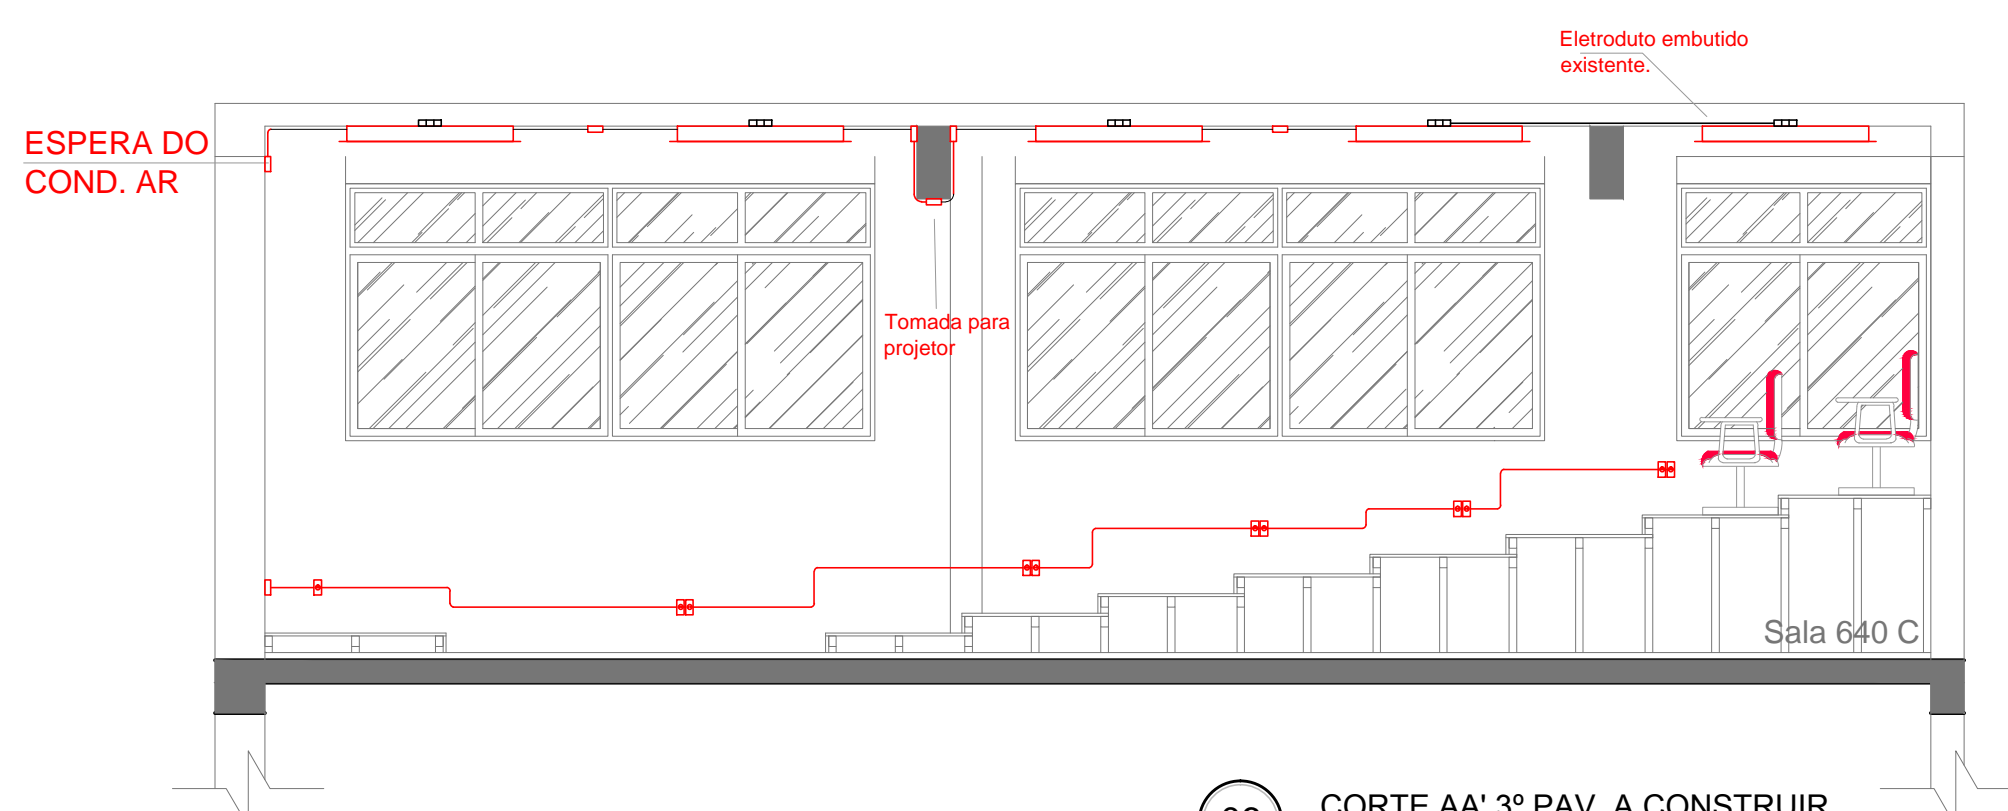 Eletroduto embutido
existente.
ESPERA DO
COND. AR
Tomada para
projetor
Sala 640 C
CORTE AA' 3º PAV. A CONSTRUIR